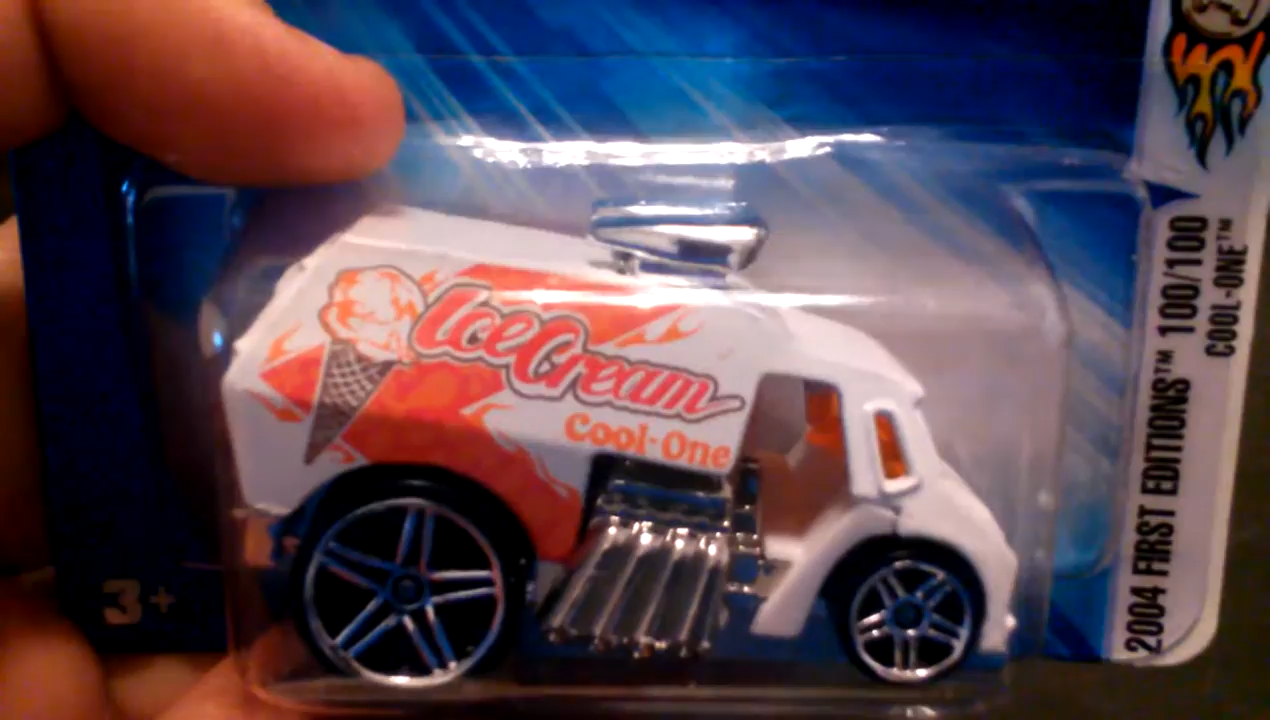 Ice Cream
Cool-One
3+
2004 FIRST EDITIONS™ 100/100
COOL-ONE™